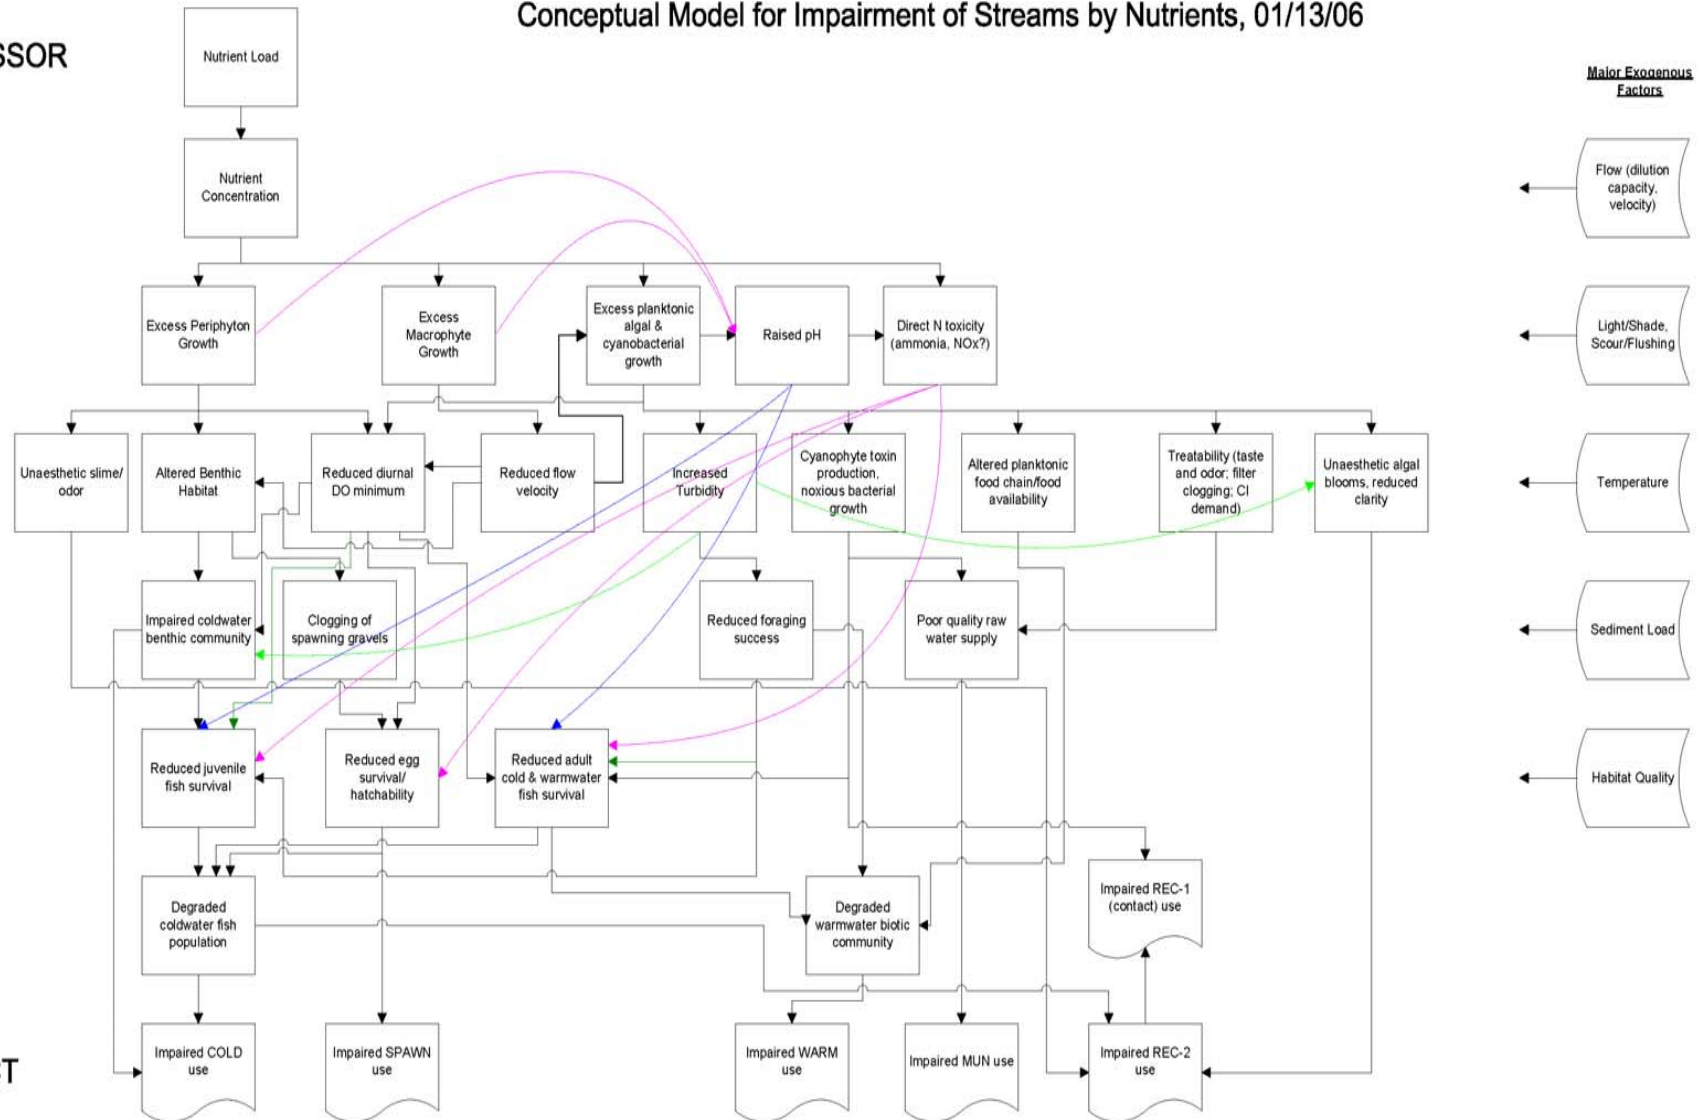 Conceptual Model for Impairment of Streams by Nutrients, 01/13/06
SSOR
Nutrient Load
Major Exogenous
Factors
Nutrient
Concentration
Flow (dilution
capacity,
velocity)
Excess Periphyton
Growth
Excess
Macrophyte
Growth
Excess planktonic
algal &
cyanobacterial
growth
Raised pH
Direct N toxicity
(ammonia, NOx?)
Light/Shade,
Scour/Flushing
Unaesthetic slime/
odor
Altered Benthic
Habitat
Reduced diurnal
DO minimum
Reduced flow
velocity
Increased
Turbidity
Cyanophyte toxin
production,
noxious bacterial
growth
Altered planktonic
food chain/food
availability
Treatability (taste
and odor; filter
clogging; Cl
demand)
Unaesthetic algal
blooms, reduced
clarity
Temperature
Impaired coldwater
benthic community
Clogging of
spawning gravels
Reduced foraging
success
Poor quality raw
water supply
Sediment Load
Reduced juvenile
fish survival
Reduced egg
survival/
hatchability
Reduced adult
cold & warmwater
fish survival
Habitat Quality
Degraded
coldwater fish
population
Degraded
warmwater biotic
community
Impaired REC-1
(contact) use
CT
Impaired COLD
use
Impaired SPAWN
use
Impaired WARM
use
Impaired MUN use
Impaired REC-2
use